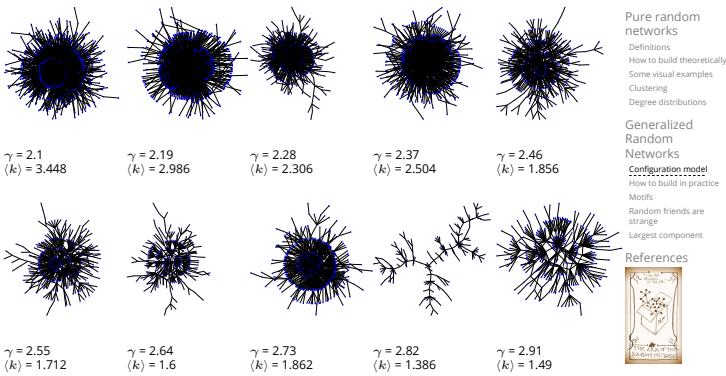 γ = 2.1
⟨k⟩ = 3.448
γ = 2.19
⟨k⟩ = 2.986
γ = 2.28
⟨k⟩ = 2.306
γ = 2.37
⟨k⟩ = 2.504
γ = 2.46
⟨k⟩ = 1.856
γ = 2.55
⟨k⟩ = 1.712
γ = 2.64
⟨k⟩ = 1.6
γ = 2.73
⟨k⟩ = 1.862
γ = 2.82
⟨k⟩ = 1.386
γ = 2.91
⟨k⟩ = 1.49
Pure random
networks
Definitions
How to build theoretically
Some visual examples
Clustering
Degree distributions
Generalized
Random
Networks
Configuration model
How to build in practice
Motifs
Random friends are
strange
Largest component
References